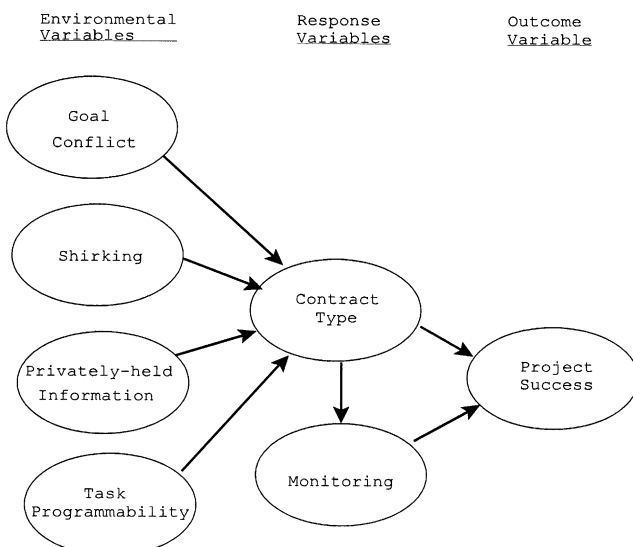 Environmental
Variables
Response
Variables
Outcome
Variable
Goal
Conflict
Shirking
Contract
Type
Privately-held
Information
Project
Success
Task
Programmability
Monitoring